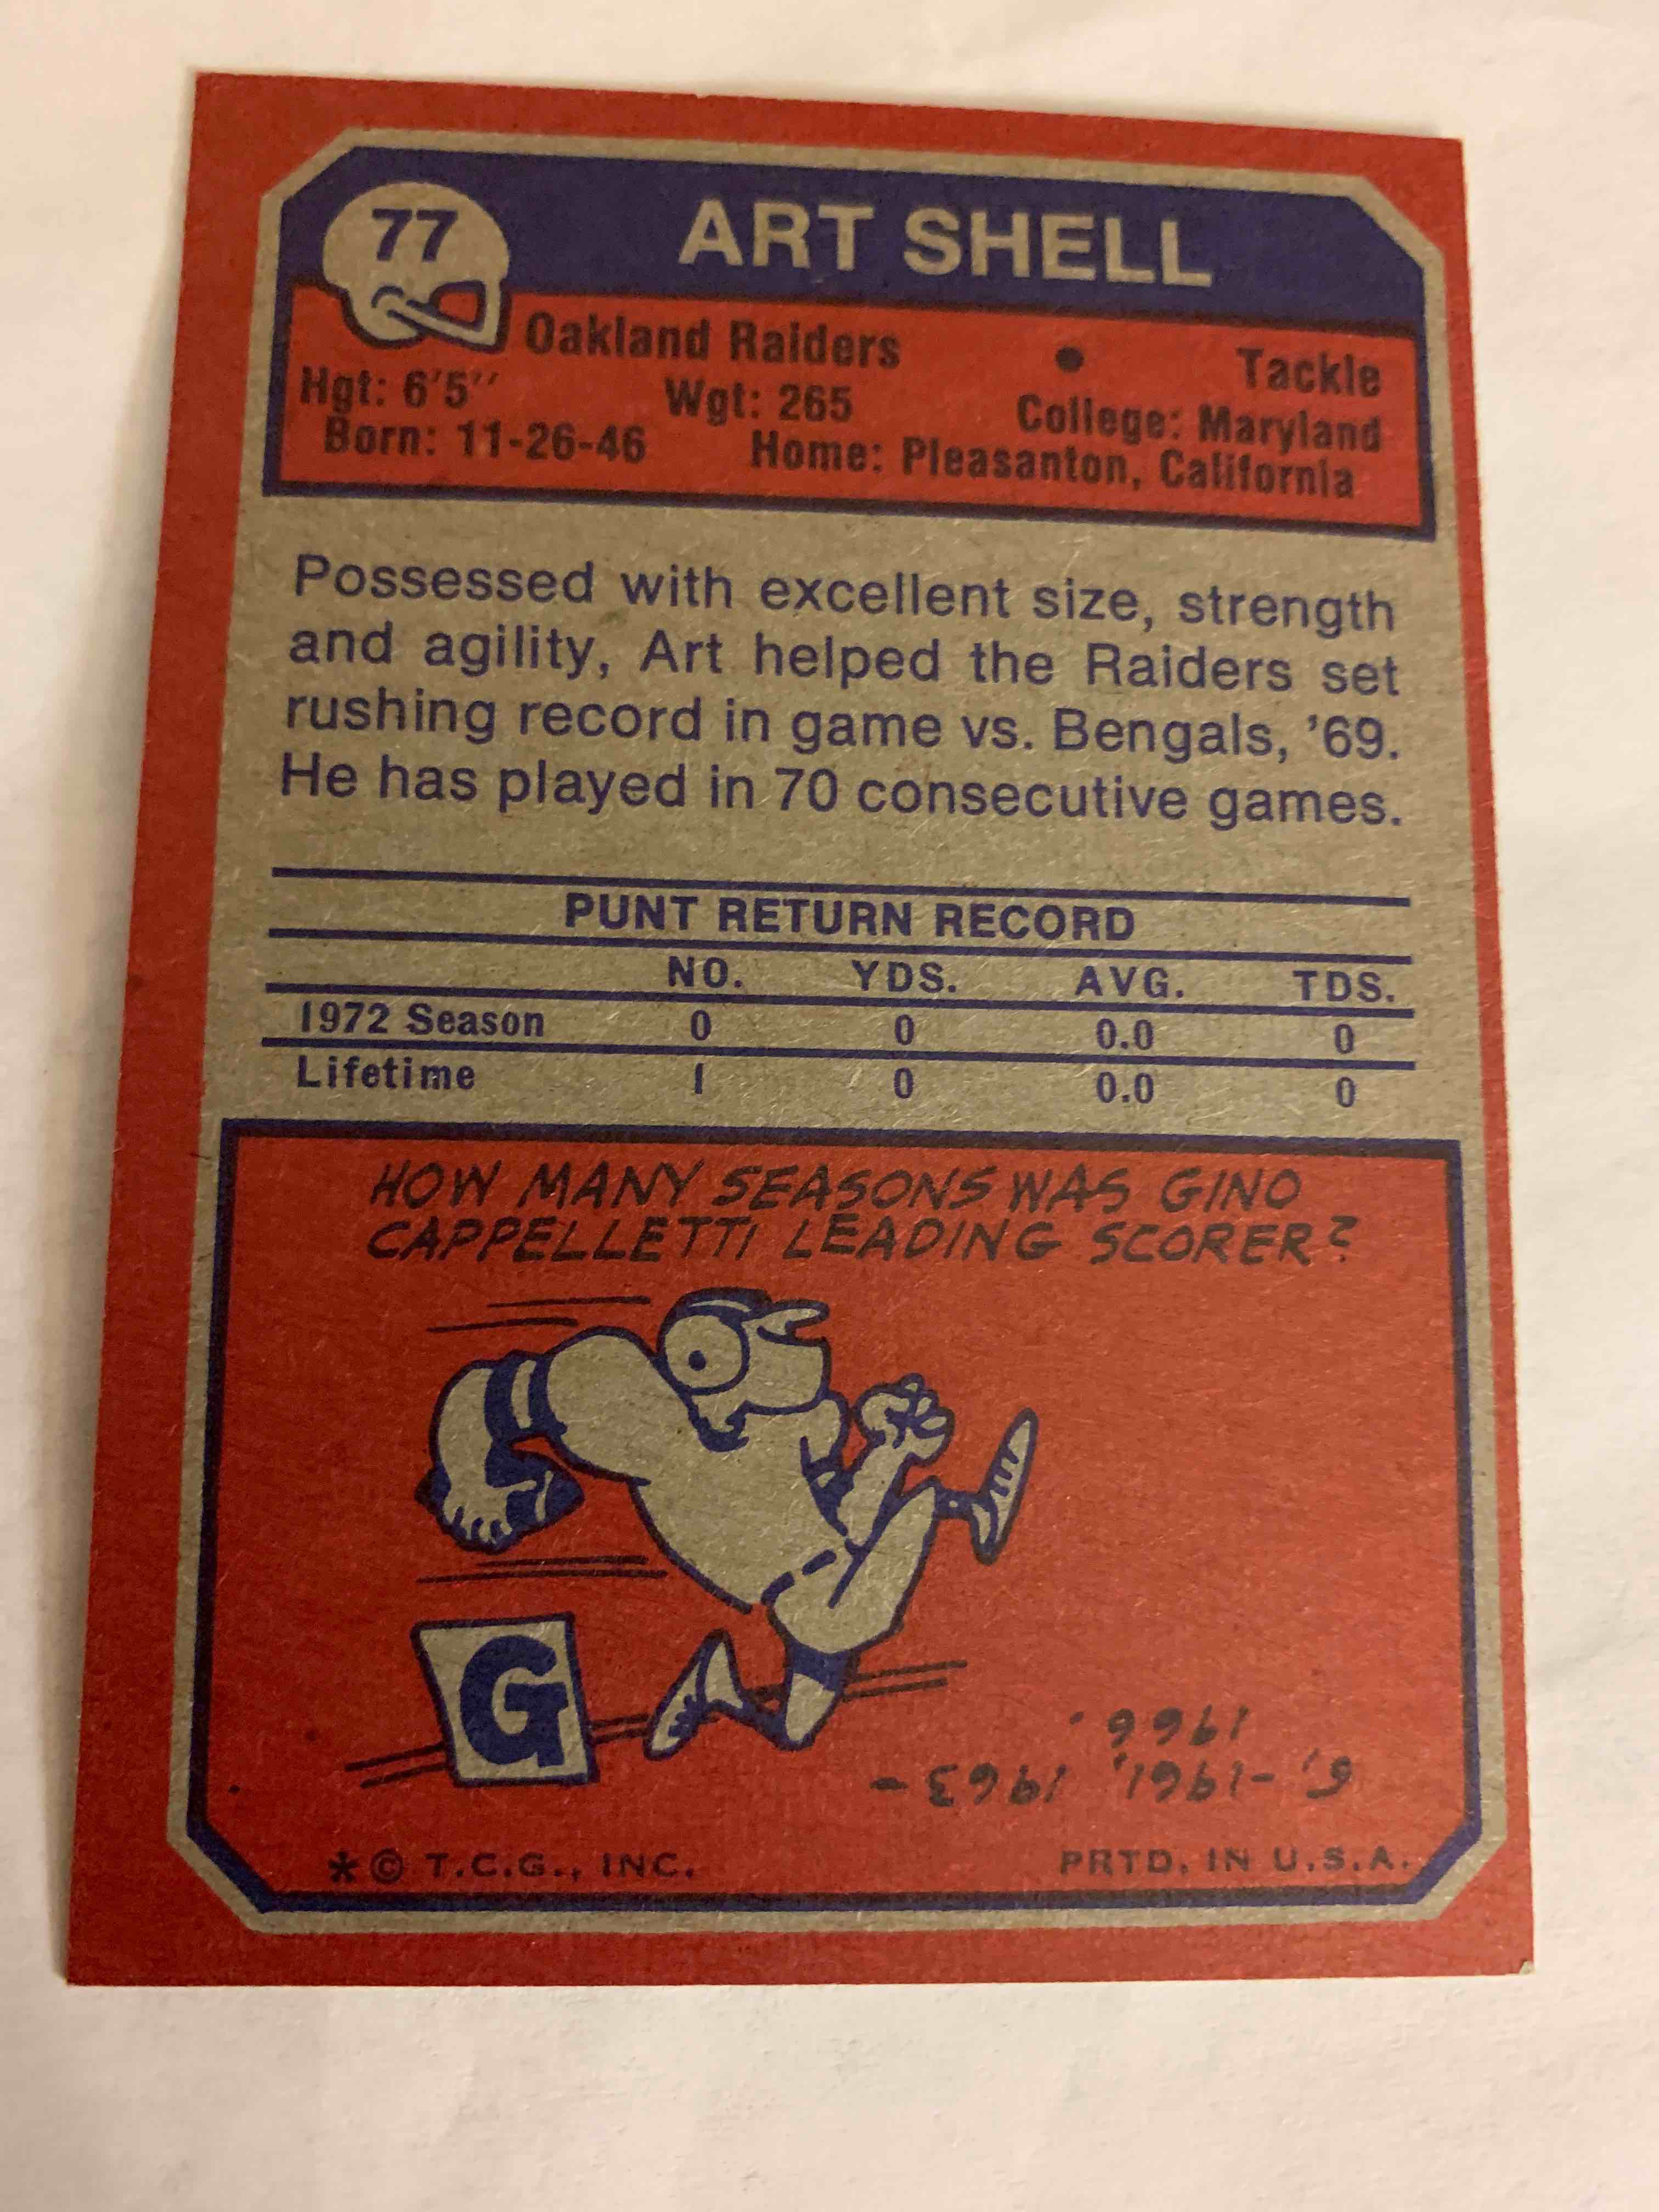 77
ART SHELL
Oakland Raiders • Tackle
Hgt: 6'5'' Wgt: 265 College: Maryland
Born: 11-26-46 Home: Pleasanton, California
Possessed with excellent size, strength
and agility, Art helped the Raiders set
rushing record in game vs. Bengals, '69.
He has played in 70 consecutive games.
PUNT RETURN RECORD
NO. YDS. AVG. TDS.
1972 Season 0 0 0.0 0
Lifetime 1 0 0.0 0
HOW MANY SEASONS WAS GINO
CAPPELLETTI LEADING SCORER?
G
5, -1961, 1963-
1966.
*© T.C.G., INC. PRTD. IN U.S.A.